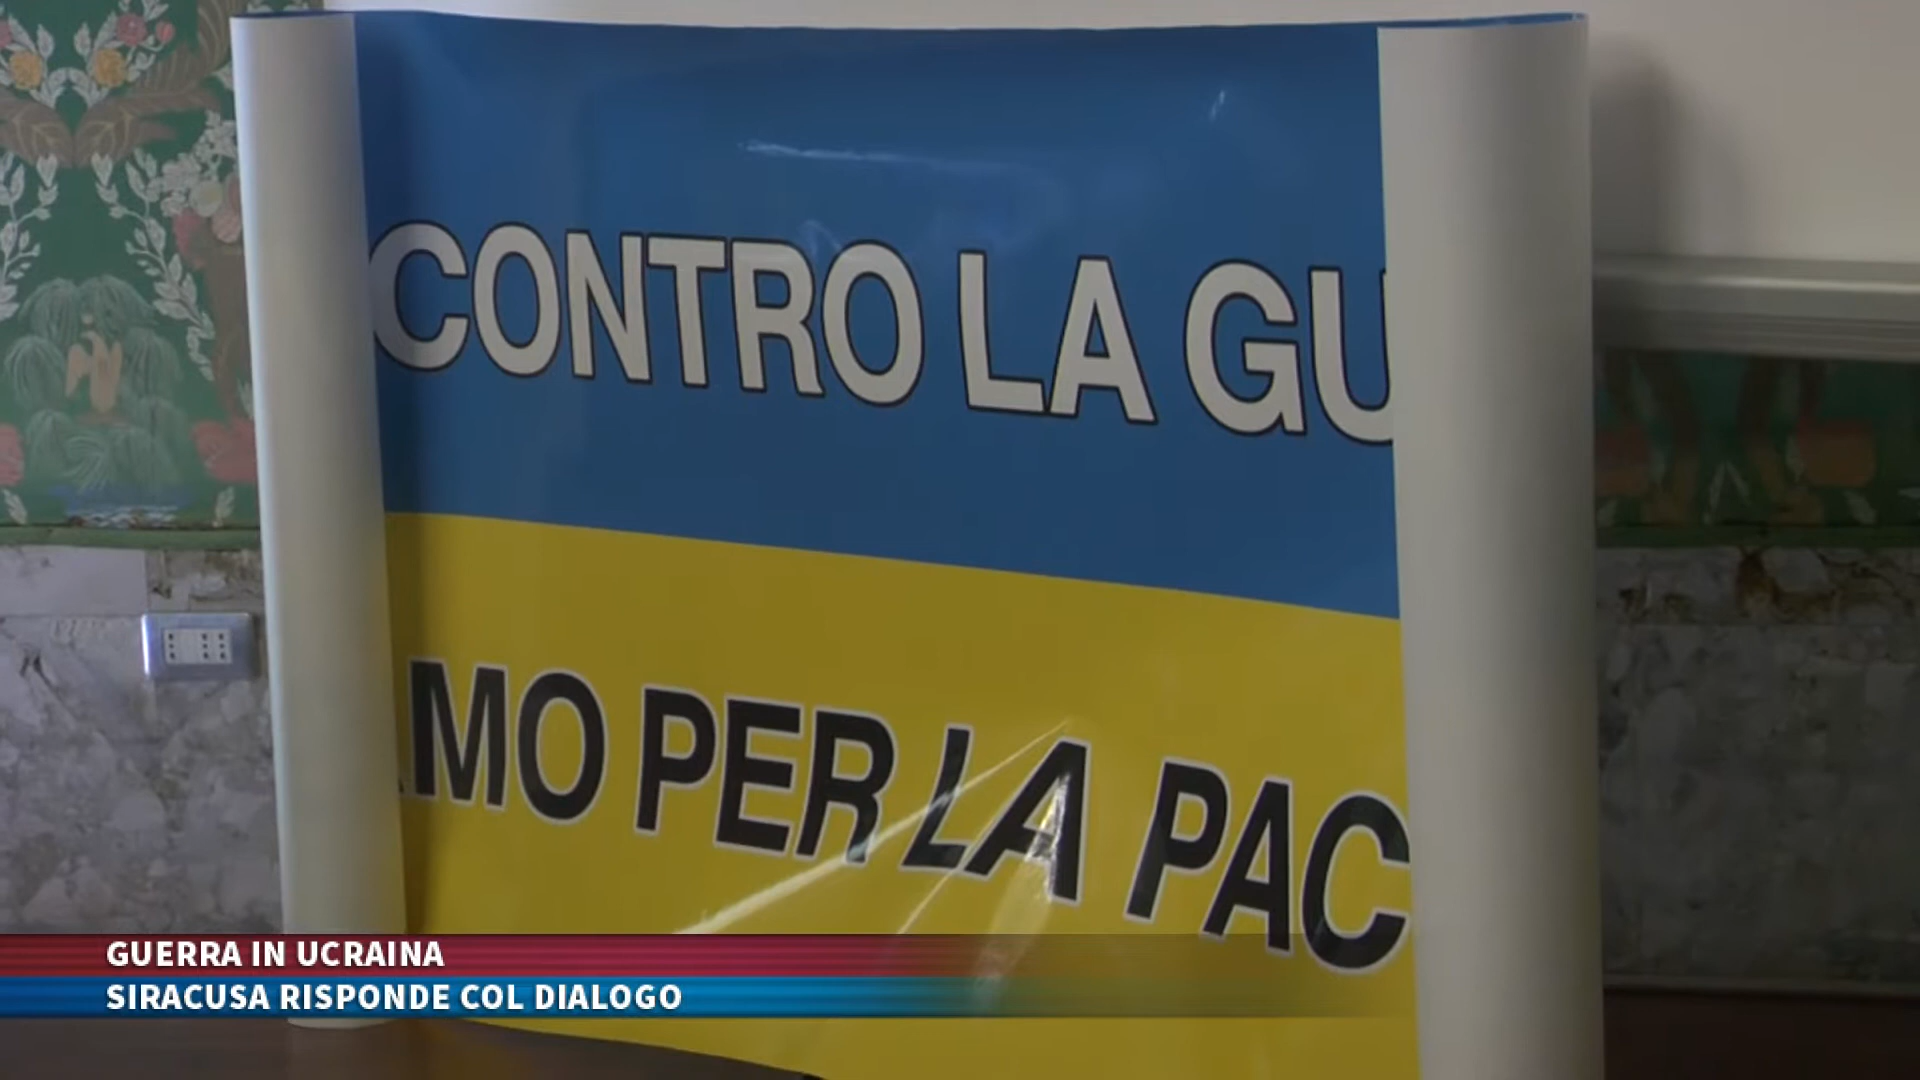 CONTRO LA GU
MO PER LA PAC
GUERRA IN UCRAINA
SIRACUSA RISPONDE COL DIALOGO